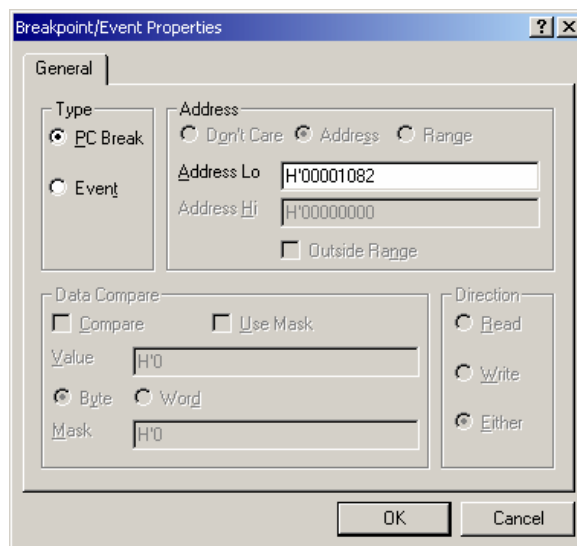 Breakpoint/Event Properties
General
Type
PC Break
Event
Address
Don't Care Address Range
Address Lo H'00001082
Address Hi H'00000000
Outside Range
Data Compare
Compare Use Mask
Value H'0
Byte Word
Mask H'0
Direction
Read
Write
Either
OK Cancel